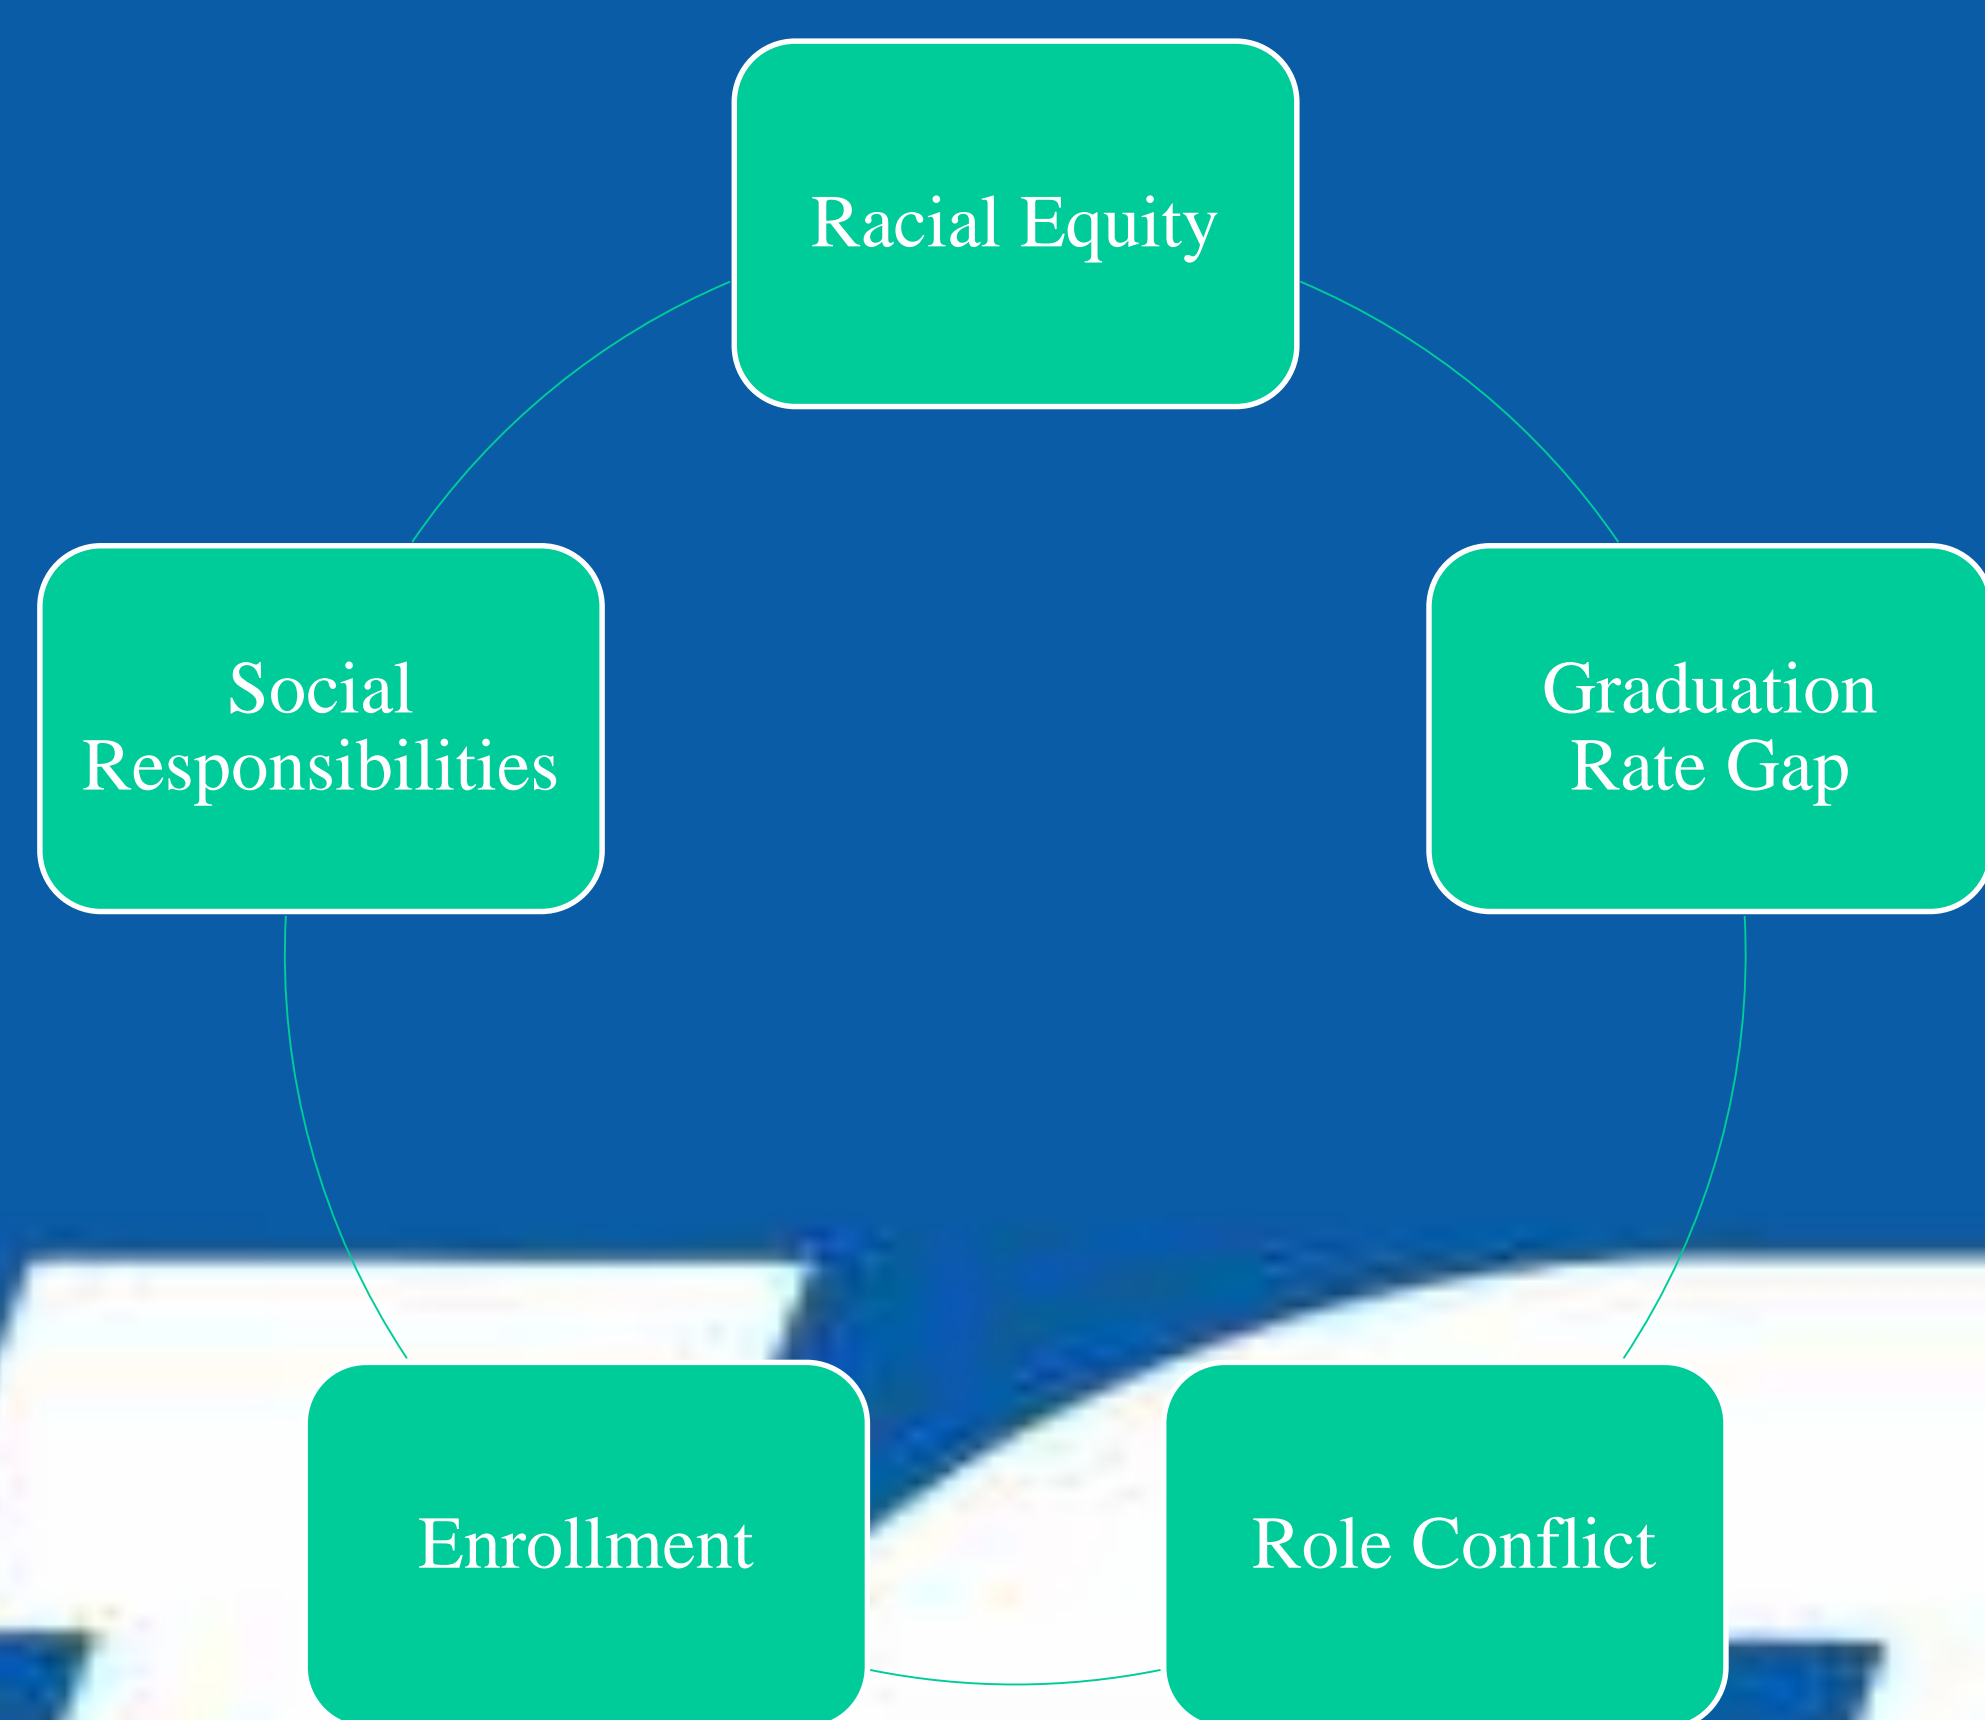 Racial Equity
Social
Responsibilities
Graduation
Rate Gap
Enrollment
Role Conflict